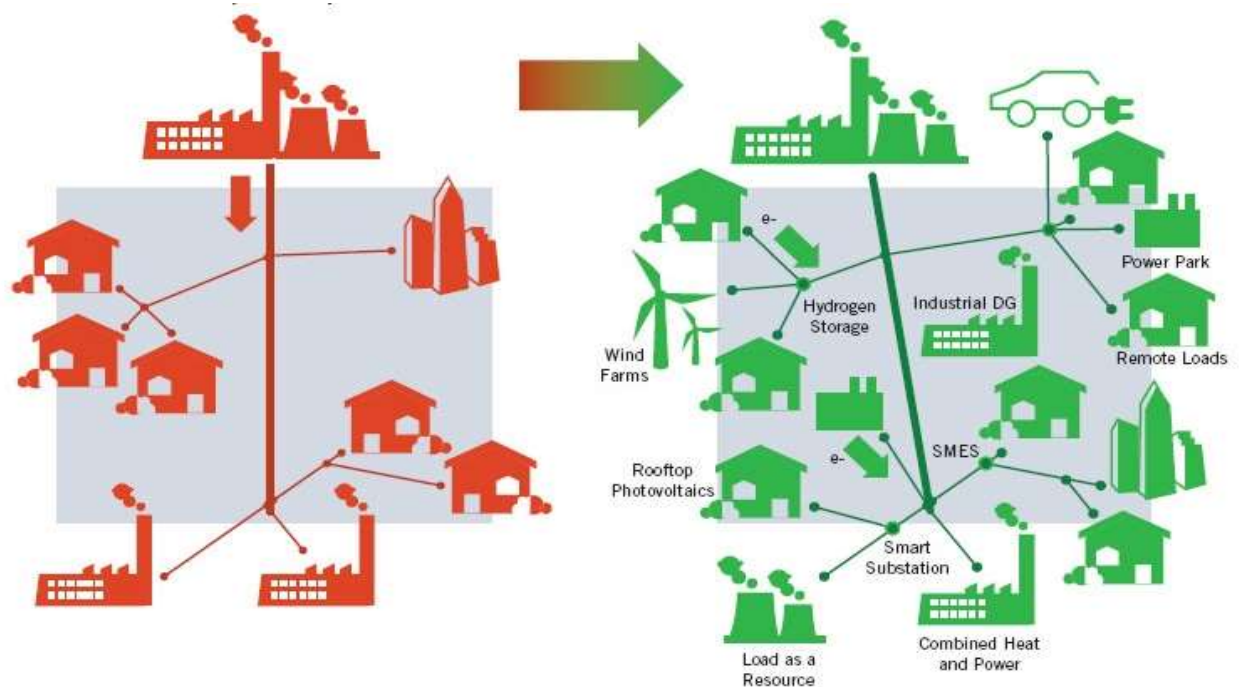 e-
Power Park
Hydrogen
Storage
Industrial DG
Wind
Farms
Remote Loads
Rooftop
Photovoltaics
e-
SMES
Smart
Substation
Load as a
Resource
Combined Heat
and Power